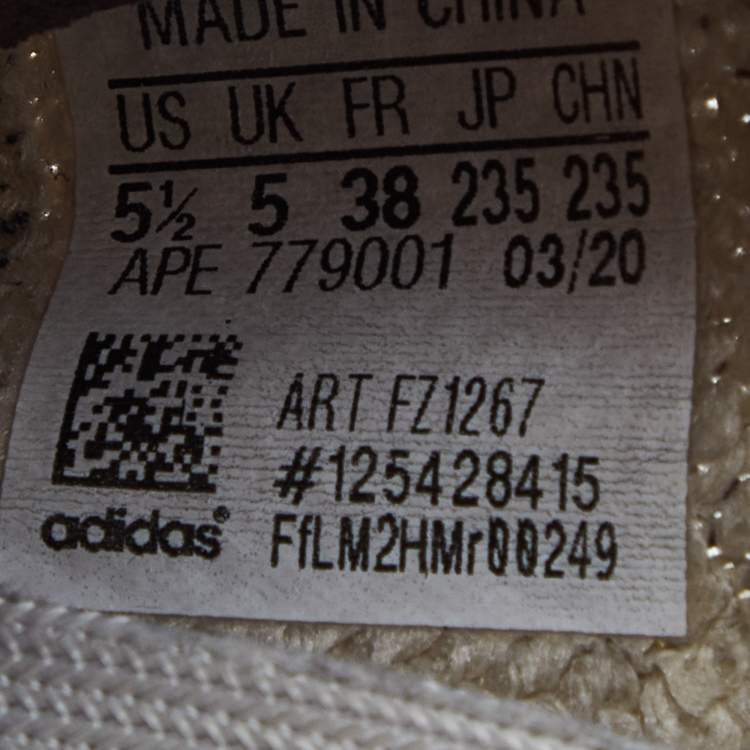 MADE IN CHINA
US UK FR JP CHN
5½ 5 38 235 235
APE 779001 03/20
ART FZ1267
#125428415
FfLM2HMr00249
adidas®